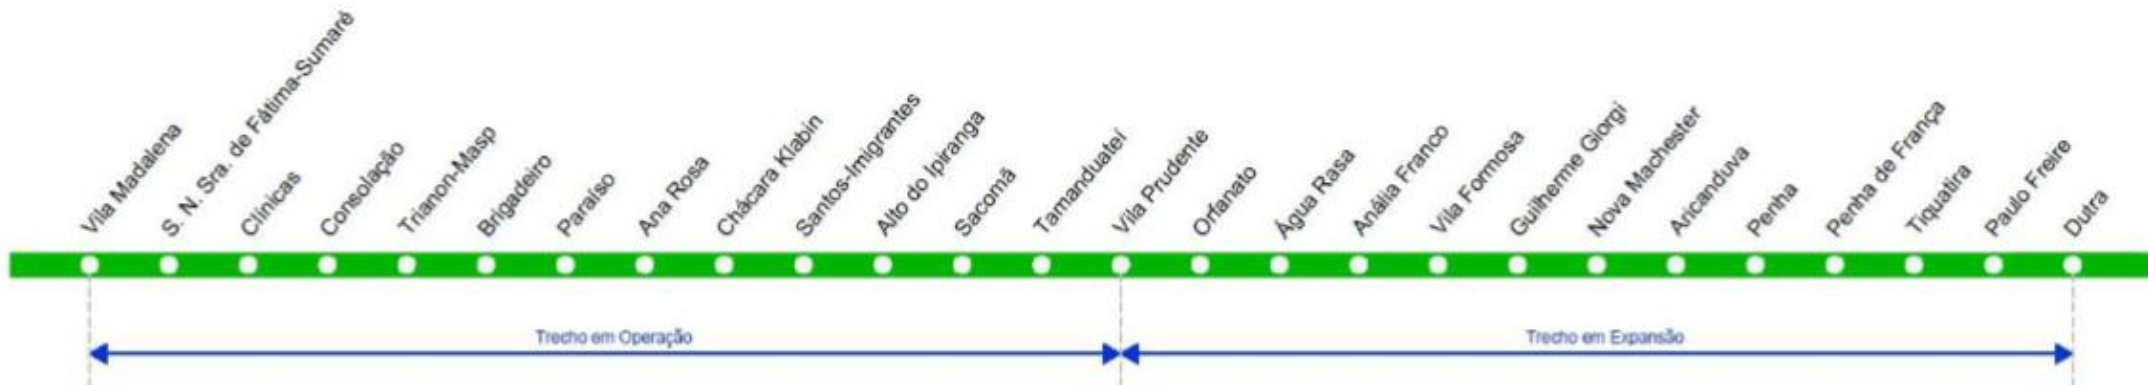 Vila Madalena
S. N. Sra. de Fátima-Sumaré
Clínicas
Consolação
Trianon-Masp
Brigadeiro
Paraíso
Ana Rosa
Chácara Klabin
Santos-Imigrantes
Alto do Ipiranga
Sacomã
Tamanduateí
Vila Prudente
Orfanato
Água Rasa
Anália Franco
Vila Formosa
Guilherme Giorgi
Nova Machester
Aricanduva
Penha
Penha de França
Tiquatira
Paulo Freire
Dutra
Trecho em Operação
Trecho em Expansão